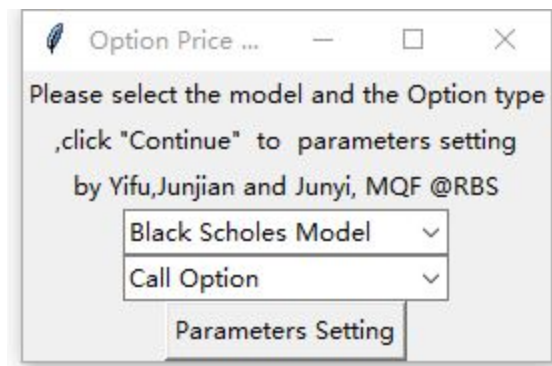 Option Price ...
Please select the model and the Option type
,click "Continue"  to  parameters setting
by Yifu,Junjian and Junyi, MQF @RBS
Black Scholes Model
Call Option
Parameters Setting